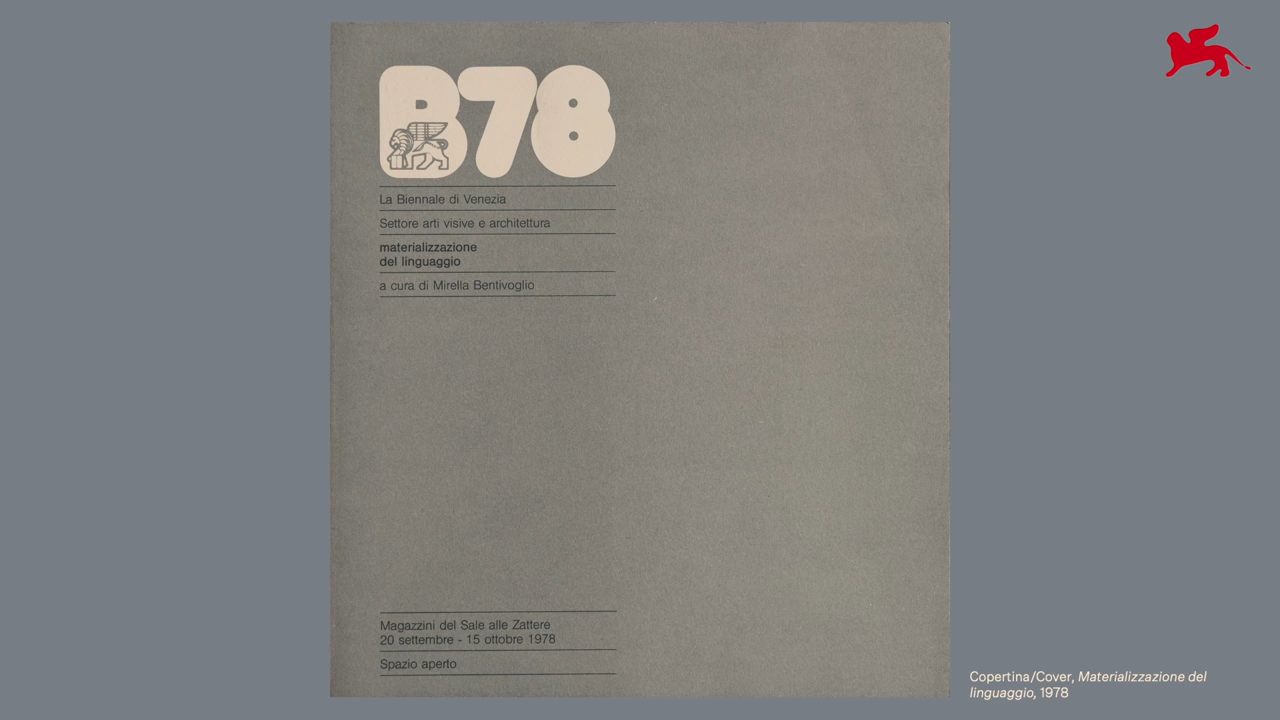 B78
La Biennale di Venezia
Settore arti visive e architettura
materializzazione
del linguaggio
a cura di Mirella Bentivoglio
Magazzini del Sale alle Zattere
20 settembre - 15 ottobre 1978
Spazio aperto
Copertina/Cover, Materializzazione del
linguaggio, 1978